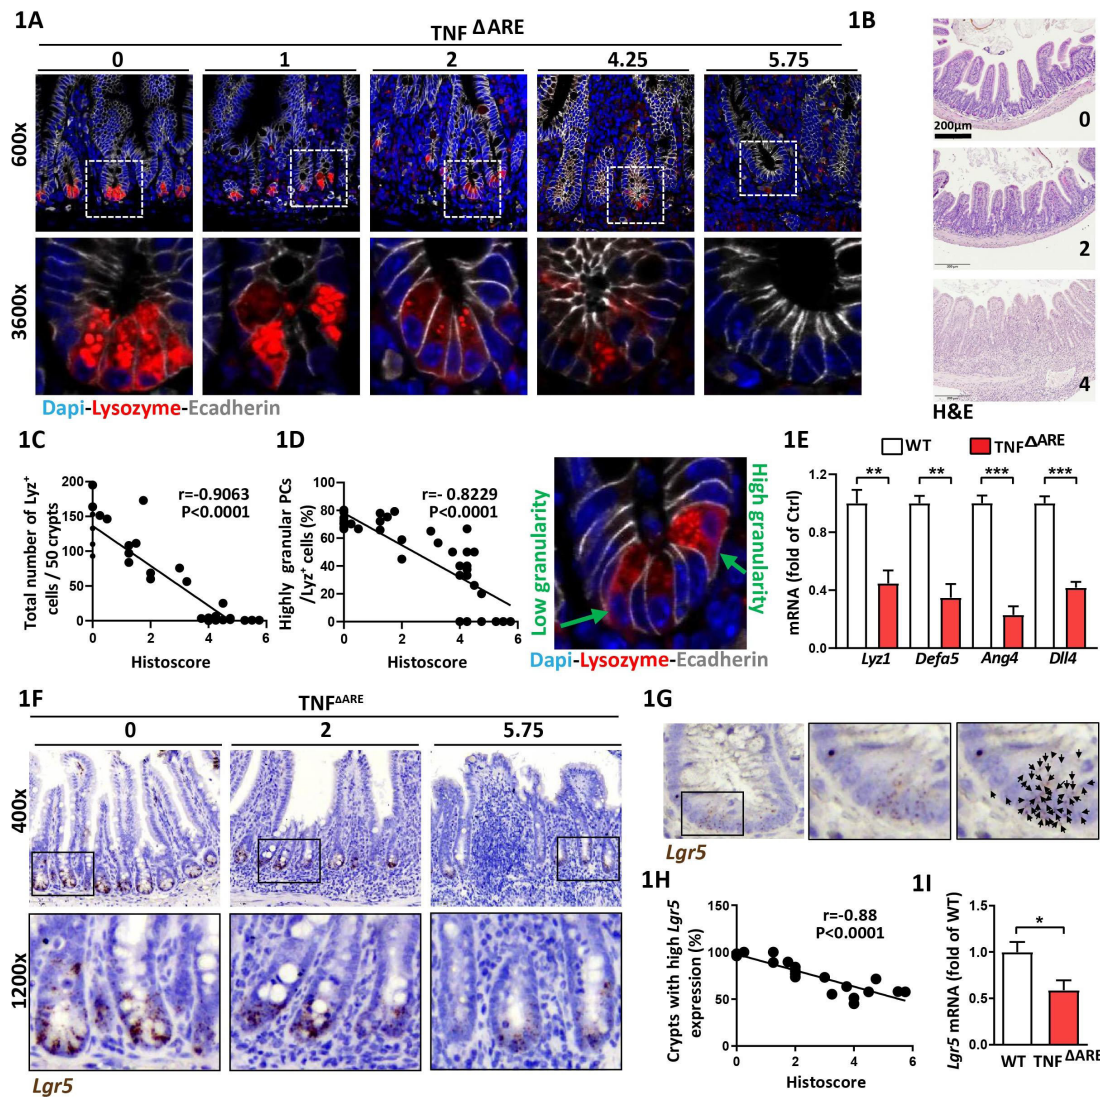 1A
TNF ΔARE
0 1 2 4.25 5.75
600x
3600x
Dapi-Lysozyme-Ecadherin
1B
0
200µm
2
4
H&E
1C
Total number of Lyz+
cells / 50 crypts
200
150
100
50
0
r=-0.9063
P<0.0001
0 2 4 6
Histoscore
1D
Highly granular PCs
/Lyz+ cells (%)
100
80
60
40
20
0
r=- 0.8229
P<0.0001
0 2 4 6
Histoscore
Low granularity
High granularity
Dapi-Lysozyme-Ecadherin
1E
WT TNFΔARE
mRNA (fold of Ctrl)
1.2
0.8
0.4
0.0
** ** *** ***
Lyz1 Defa5 Ang4 Dll4
1F
TNFΔARE
0 2 5.75
400x
1200x
Lgr5
1G
Lgr5
1H
Crypts with high Lgr5
expression (%)
150
100
50
0
r=-0.88
P<0.0001
0 2 4 6
Histoscore
1I
Lgr5 mRNA (fold of WT)
1.5
1.0
0.5
0.0
*
WT TNF ΔARE